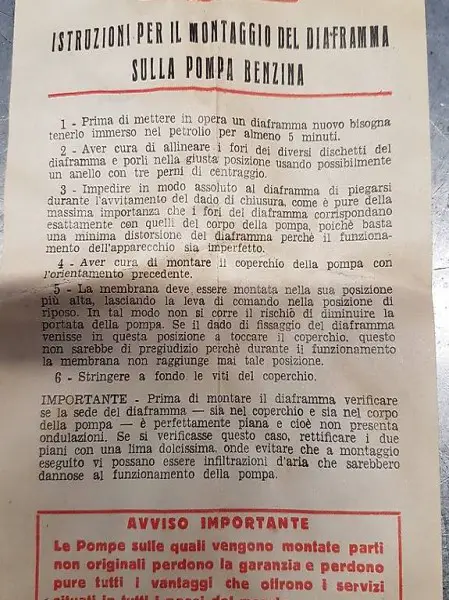 ISTRUZIONI PER IL MONTAGGIO DEL DIAFRAMMA
SULLA POMPA BENZINA
1 - Prima di mettere in opera un diaframma nuovo bisogna
tenerlo immerso nel petrolio per almeno 5 minuti.
2 - Aver cura di allineare i fori dei diversi dischetti del
diaframma e porli nella giusta posizione usando possibilmente
un anello con tre perni di centraggio.
3 - Impedire in modo assoluto al diaframma di piegarsi
durante l'avvitamento del dado di chiusura, come è pure della
massima importanza che i fori del diaframma corrispondano
esattamente con quelli del corpo della pompa, poichè basta
una minima distorsione del diaframma perchè il funziona-
mento dell'apparecchio sia imperfetto.
4 - Aver cura di montare il coperchio della pompa con
l'orientamento precedente.
5 - La membrana deve essere montata nella sua posizione
più alta, lasciando la leva di comando nella posizione di
riposo. In tal modo non si corre il rischio di diminuire la
portata della pompa. Se il dado di fissaggio del diaframma
venisse in questa posizione a toccare il coperchio, questo
non sarebbe di pregiudizio perchè durante il funzionamento
la membrana non raggiunge mai tale posizione.
6 - Stringere a fondo le viti del coperchio.
IMPORTANTE - Prima di montare il diaframma verificare
se la sede del diaframma — sia nel coperchio e sia nel corpo
della pompa — è perfettamente piana e cioè non presenta
ondulazioni. Se si verificasse questo caso, rettificare i due
piani con una lima dolcissima, onde evitare che a montaggio
eseguito vi possano essere infiltrazioni d'aria che sarebbero
dannose al funzionamento della pompa.
AVVISO IMPORTANTE
Le Pompe sulle quali vengono montate parti
non originali perdono la garanzia e perdono
pure tutti i vantaggi che offrono i servizi